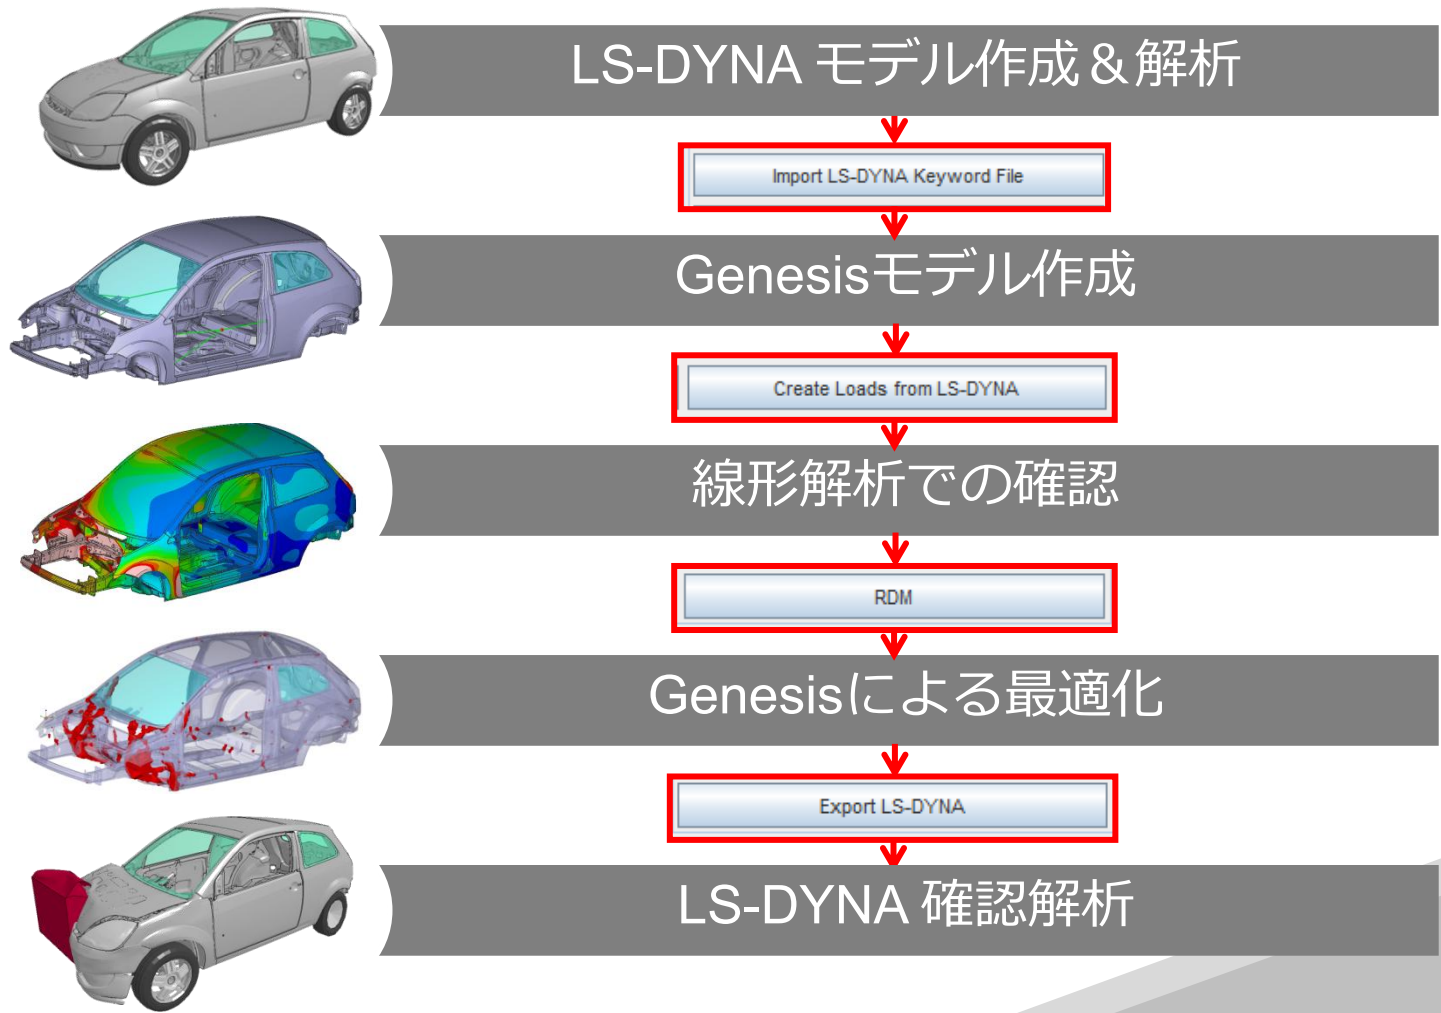 LS-DYNA モデル作成＆解析
Import LS-DYNA Keyword File
Genesisモデル作成
Create Loads from LS-DYNA
線形解析での確認
RDM
Genesisによる最適化
Export LS-DYNA
LS-DYNA 確認解析